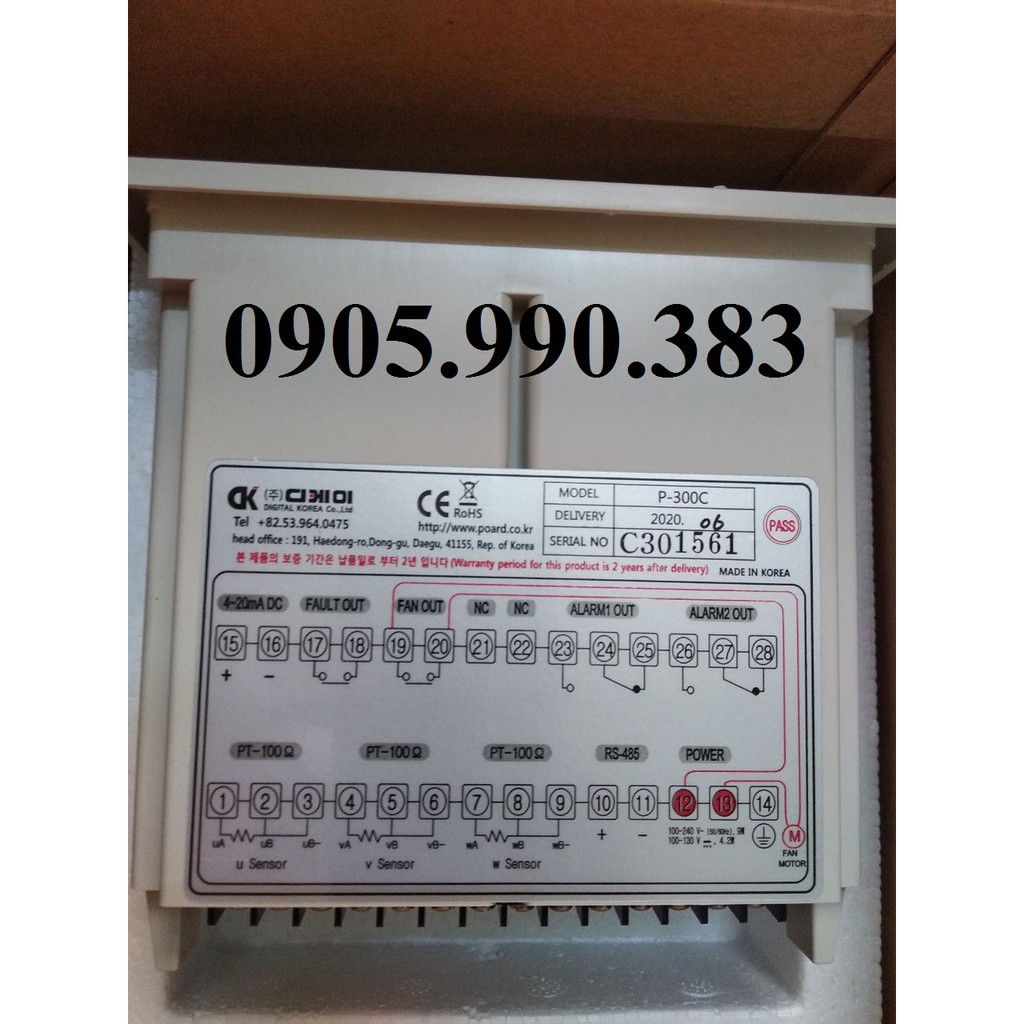 0905.990.383
DK (주) 디케이
DIGITAL KOREA Co.,Ltd
Tel +82.53.964.0475
CE RoHS
http://www.poard.co.kr
head office : 191, Haedong-ro,Dong-gu, Daegu, 41155, Rep. of Korea
MODEL P-300C
DELIVERY 2020. 06
SERIAL NO C301561
PASS
본 제품의 보증 기간은 납품일로 부터 2년 입니다 (Warranty period for this product is 2 years after delivery) MADE IN KOREA
4~20mA DC FAULT OUT FAN OUT NC NC ALARM1 OUT ALARM2 OUT
15 16 17 18 19 20 21 22 23 24 25 26 27 28
+ -
PT-100Ω PT-100Ω PT-100Ω RS-485 POWER
1 2 3 4 5 6 7 8 9 10 11 12 13 14
uA uB uB- vA vB vB- wA wB wB- + -
u Sensor v Sensor w Sensor
100-240 V~ (50/60Hz), 9W
100-130 V ⎓, 4.2W
M
FAN
MOTOR